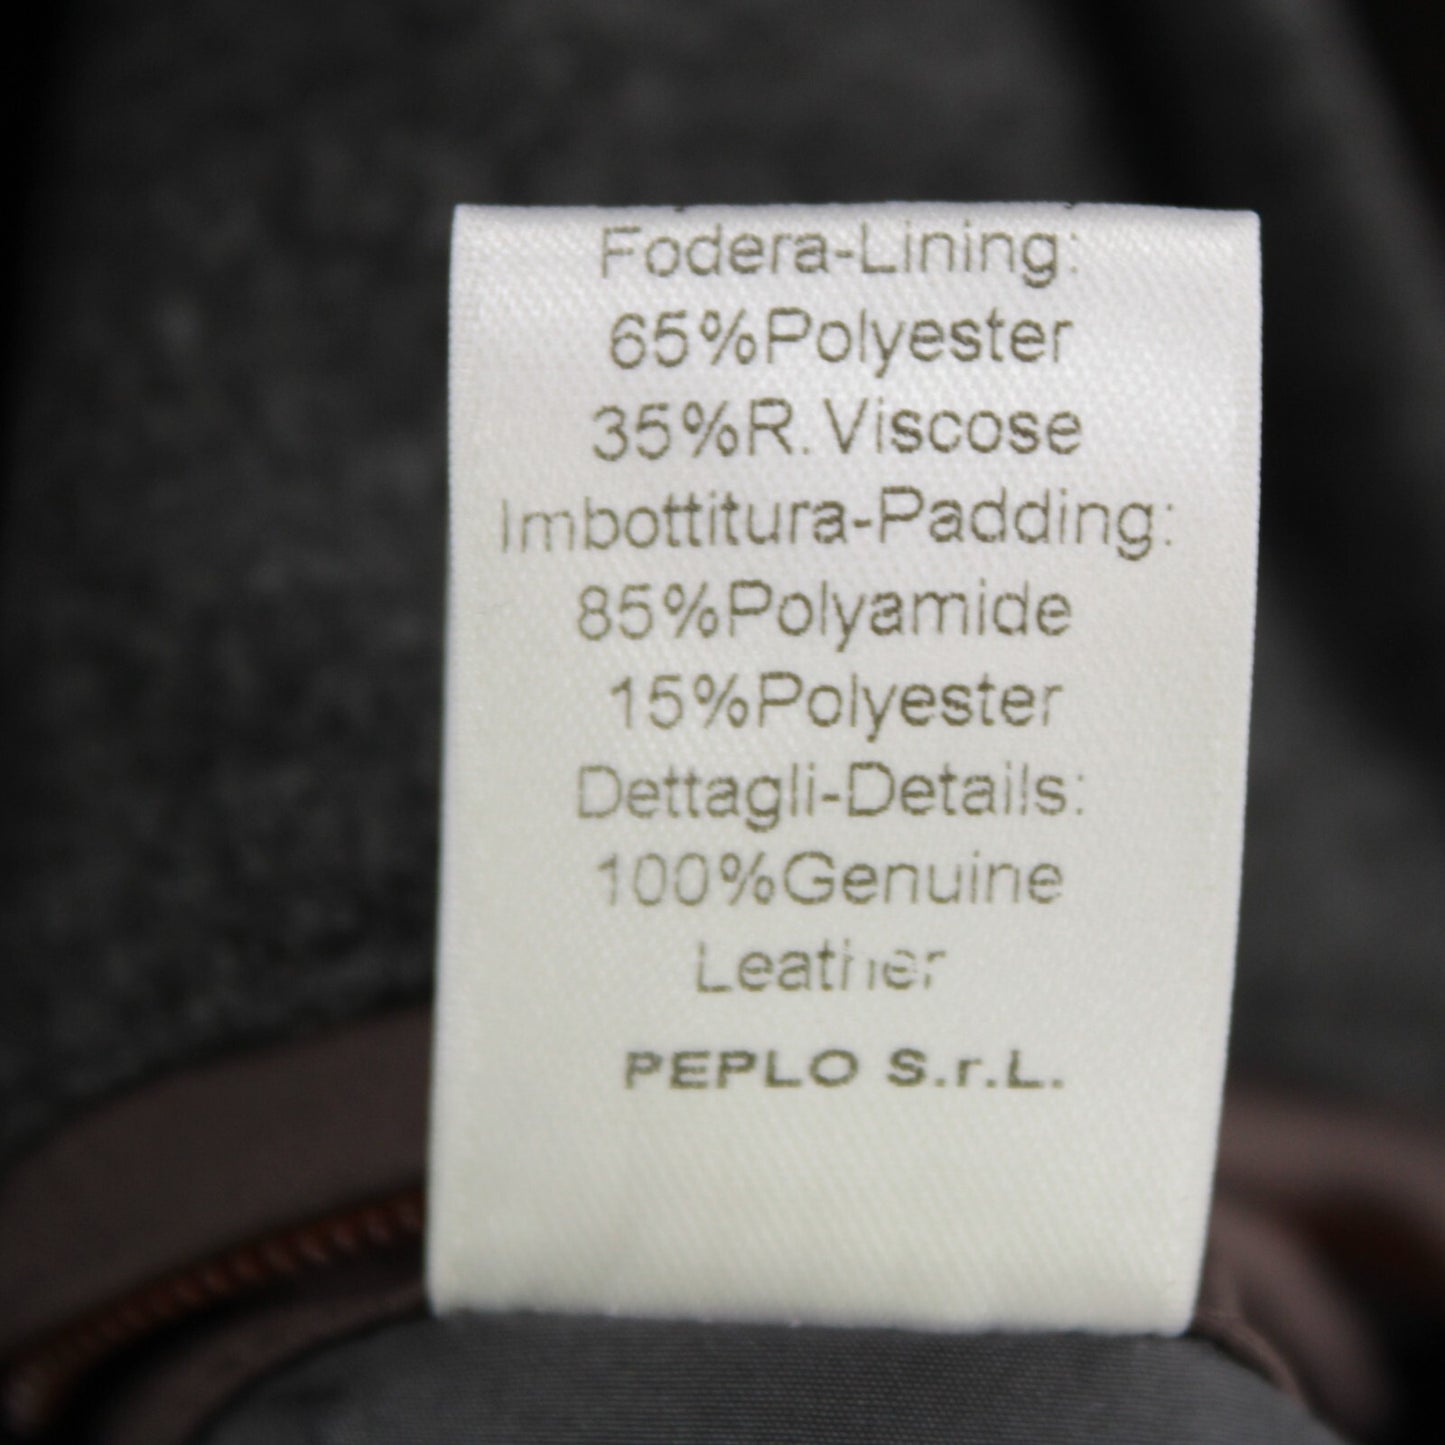 Fodera-Lining:
65%Polyester
35%R.Viscose
Imbottitura-Padding:
85%Polyamide
15%Polyester
Dettagli-Details:
100%Genuine
Leather
PEPLO S.r.L.